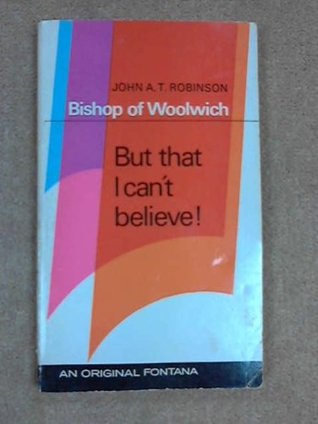 JOHN A. T. ROBINSON
Bishop of Woolwich
But that
I can't
believe!
AN ORIGINAL FONTANA